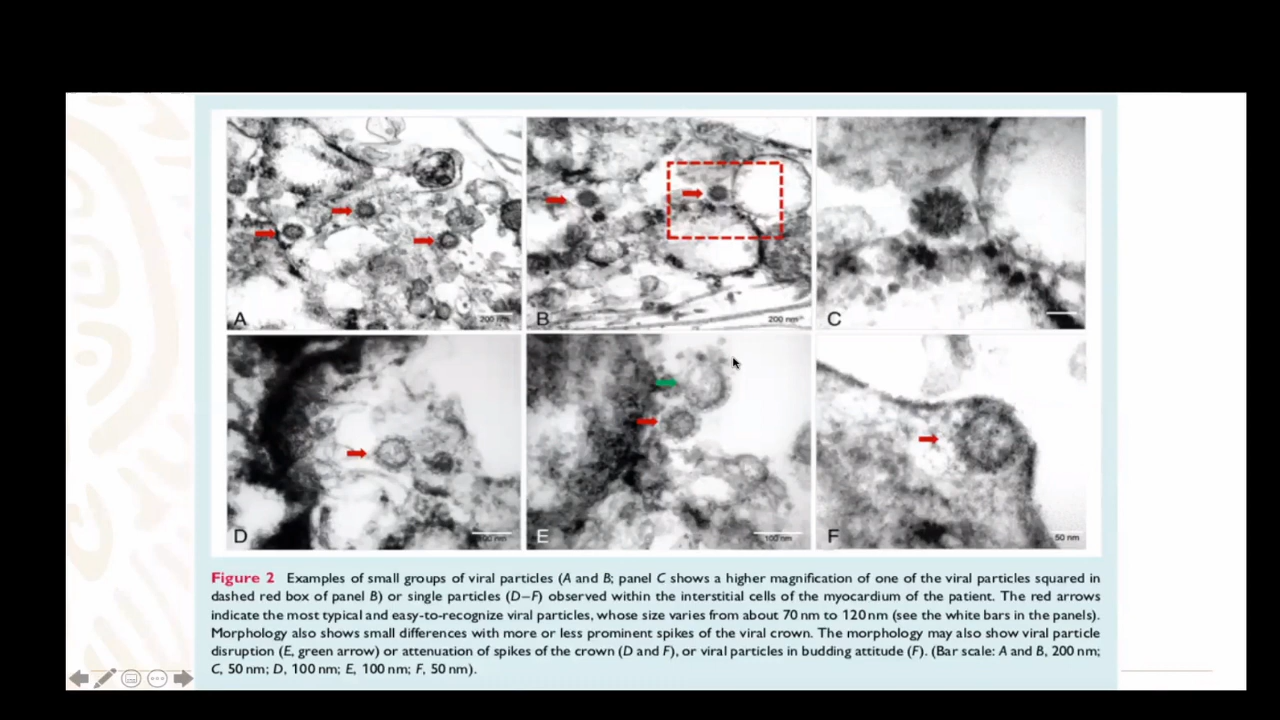 A
200 nm
B
200 nm
C
D
100 nm
E
100 nm
F
50 nm
Figure 2 Examples of small groups of viral particles (A and B; panel C shows a higher magnification of one of the viral particles squared in
dashed red box of panel B) or single particles (D–F) observed within the interstitial cells of the myocardium of the patient. The red arrows
indicate the most typical and easy-to-recognize viral particles, whose size varies from about 70 nm to 120 nm (see the white bars in the panels).
Morphology also shows small differences with more or less prominent spikes of the viral crown. The morphology may also show viral particle
disruption (E, green arrow) or attenuation of spikes of the crown (D and F), or viral particles in budding attitude (F). (Bar scale: A and B, 200 nm;
C, 50 nm; D, 100 nm; E, 100 nm; F, 50 nm).